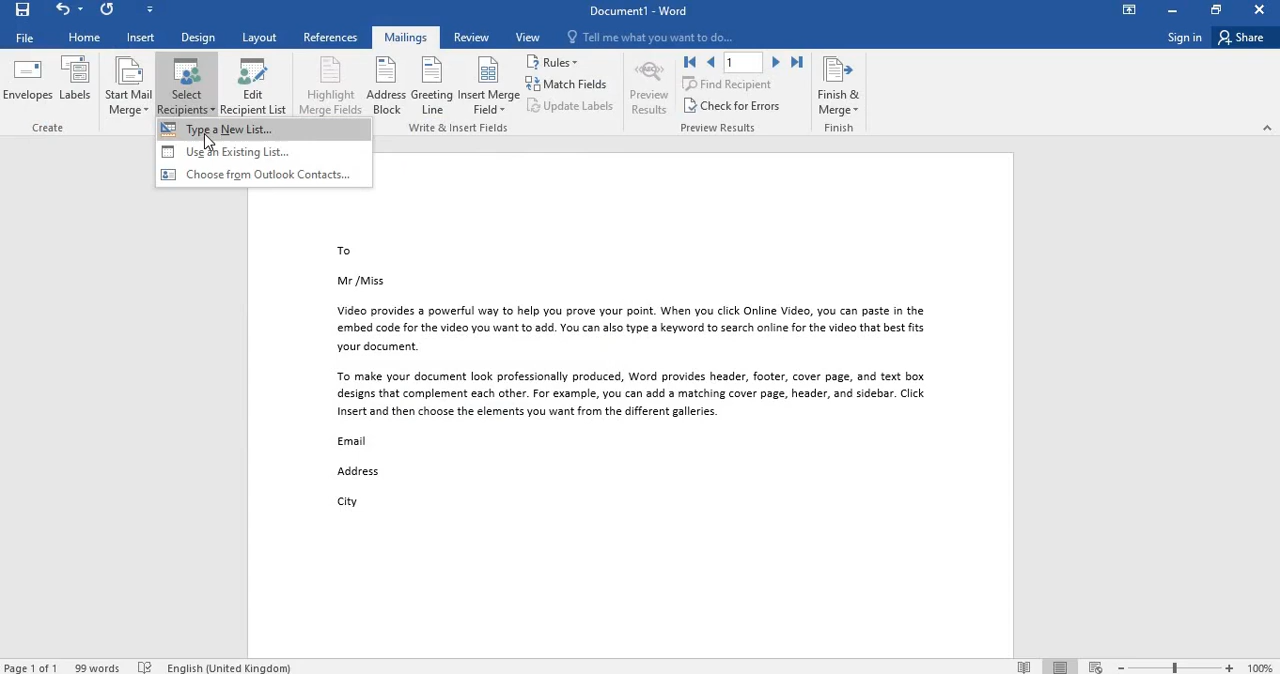 Document1 - Word
File Home Insert Design Layout References Mailings Review View Tell me what you want to do... Sign in Share
Envelopes Labels
Create
Start Mail Merge
Select Recipients
Edit Recipient List
Highlight Merge Fields
Address Block
Greeting Line
Insert Merge Field
Rules
Match Fields
Update Labels
Write & Insert Fields
Preview Results
1
Find Recipient
Check for Errors
Preview Results
Finish & Merge
Finish
Type a New List...
Use an Existing List...
Choose from Outlook Contacts...
To
Mr /Miss
Video provides a powerful way to help you prove your point. When you click Online Video, you can paste in the
embed code for the video you want to add. You can also type a keyword to search online for the video that best fits
your document.
To make your document look professionally produced, Word provides header, footer, cover page, and text box
designs that complement each other. For example, you can add a matching cover page, header, and sidebar. Click
Insert and then choose the elements you want from the different galleries.
Email
Address
City
Page 1 of 1 99 words English (United Kingdom) 100%